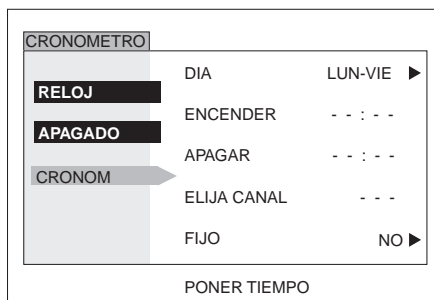 CRONOMETRO
RELOJ
APAGADO
CRONOM
DIA LUN-VIE ▶
ENCENDER - - : - -
APAGAR - - : - -
ELIJA CANAL - - -
FIJO NO ▶
PONER TIEMPO